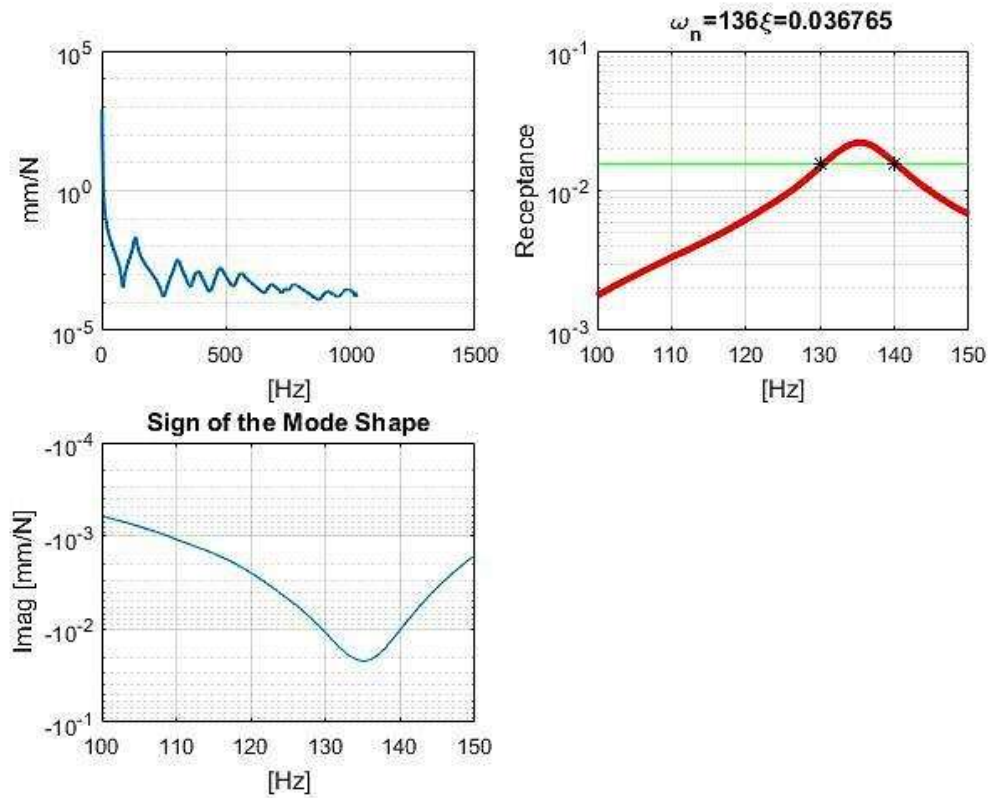 10^5
10^0
10^-5
mm/N
0 500 1000 1500
[Hz]
ω_n=136ξ=0.036765
10^-1
10^-2
10^-3
Receptance
100 110 120 130 140 150
[Hz]
Sign of the Mode Shape
-10^-4
-10^-3
-10^-2
-10^-1
Imag [mm/N]
100 110 120 130 140 150
[Hz]